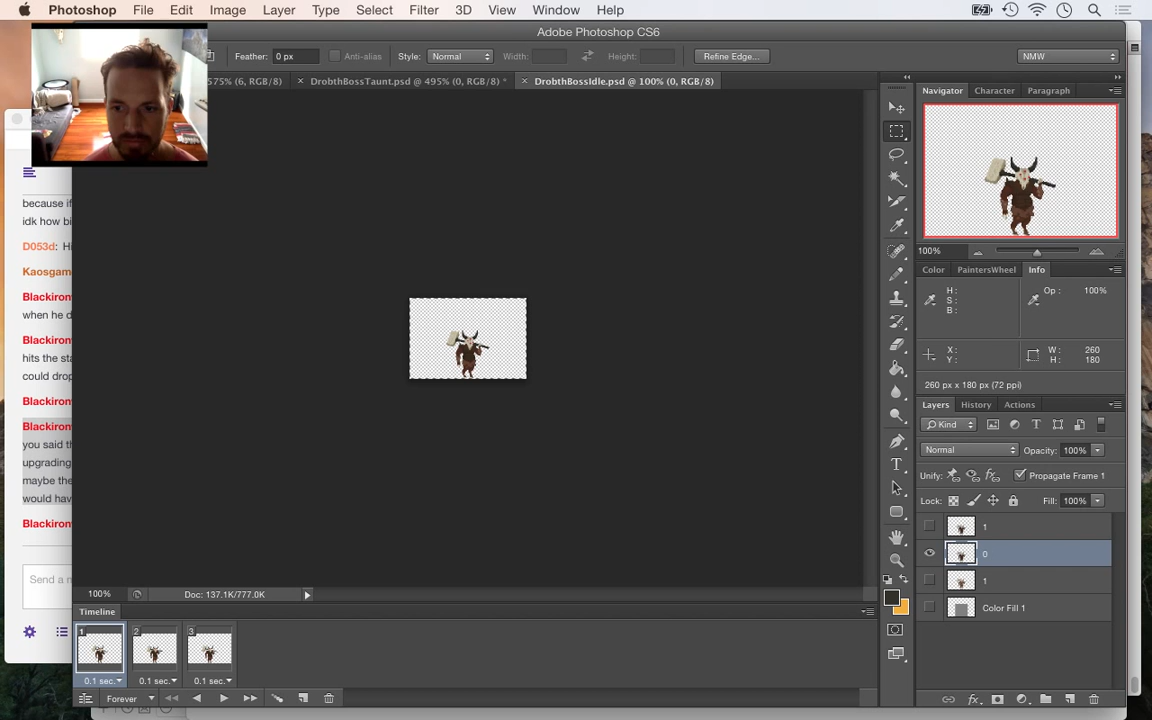 Photoshop File Edit Image Layer Type Select Filter 3D View Window Help
Adobe Photoshop CS6
Feather: 0 px Anti-alias Style: Normal Width: Height: Refine Edge... NMW
575% (6, RGB/8) × DrobthBossTaunt.psd @ 495% (0, RGB/8) * × DrobthBossIdle.psd @ 100% (0, RGB/8)
Navigator Character Paragraph
because if
idk how bi
D053d: Hi
Kaosgam
Blackiron
when he d
Blackiron
hits the sta
could drop
Blackiron
Blackiron
you said th
upgrading
maybe the
would hav
Blackiron
Send a m
100%
Color PaintersWheel Info
H: Op: 100%
S:
B:
X: W: 260
Y: H: 180
260 px x 180 px (72 ppi)
Layers History Actions
Kind
Normal Opacity: 100%
Unify: Propagate Frame 1
Lock: Fill: 100%
1
0
1
Color Fill 1
100% Doc: 137.1K/777.0K
Timeline
1 2 3
0.1 sec. 0.1 sec. 0.1 sec.
Forever